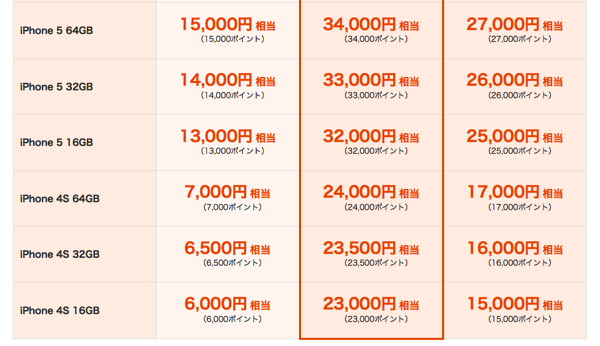 iPhone 5 64GB 15,000円 相当 34,000円 相当 27,000円 相当
(15,000ポイント) (34,000ポイント) (27,000ポイント)
iPhone 5 32GB 14,000円 相当 33,000円 相当 26,000円 相当
(14,000ポイント) (33,000ポイント) (26,000ポイント)
iPhone 5 16GB 13,000円 相当 32,000円 相当 25,000円 相当
(13,000ポイント) (32,000ポイント) (25,000ポイント)
iPhone 4S 64GB 7,000円 相当 24,000円 相当 17,000円 相当
(7,000ポイント) (24,000ポイント) (17,000ポイント)
iPhone 4S 32GB 6,500円 相当 23,500円 相当 16,000円 相当
(6,500ポイント) (23,500ポイント) (16,000ポイント)
iPhone 4S 16GB 6,000円 相当 23,000円 相当 15,000円 相当
(6,000ポイント) (23,000ポイント) (15,000ポイント)